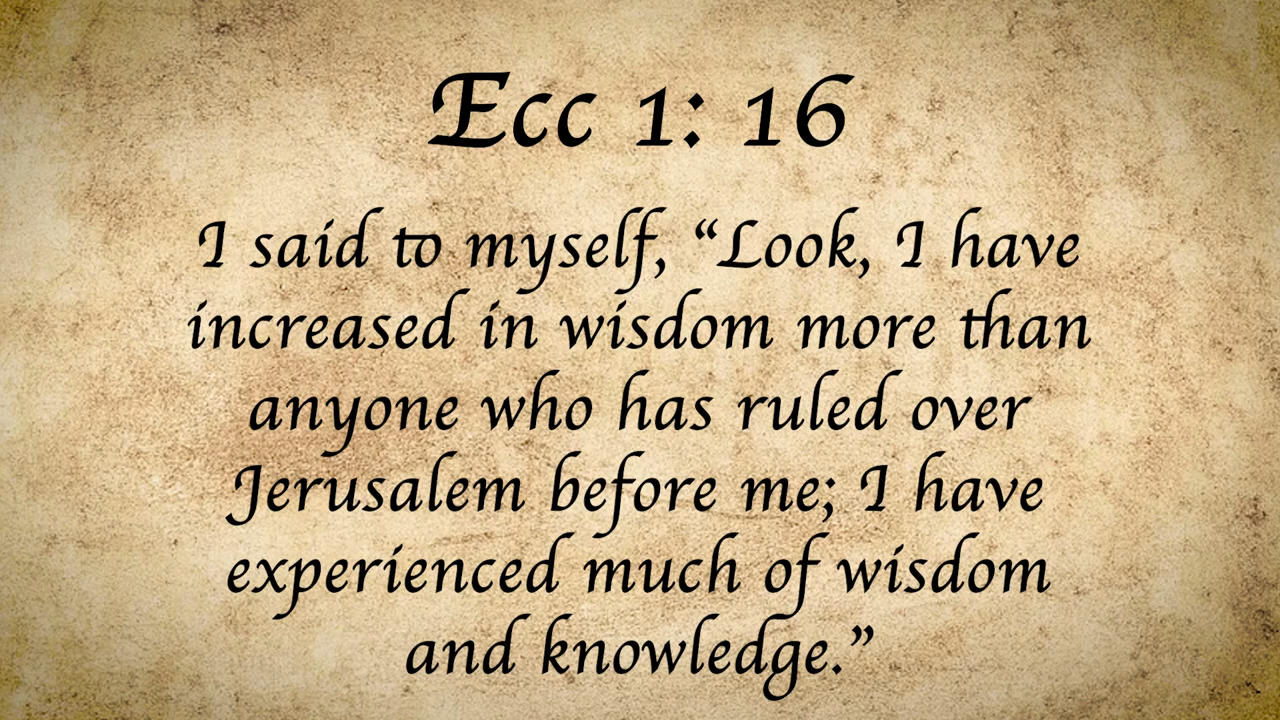 Ecc 1: 16
I said to myself, “Look, I have
increased in wisdom more than
anyone who has ruled over
Jerusalem before me; I have
experienced much of wisdom
and knowledge.”